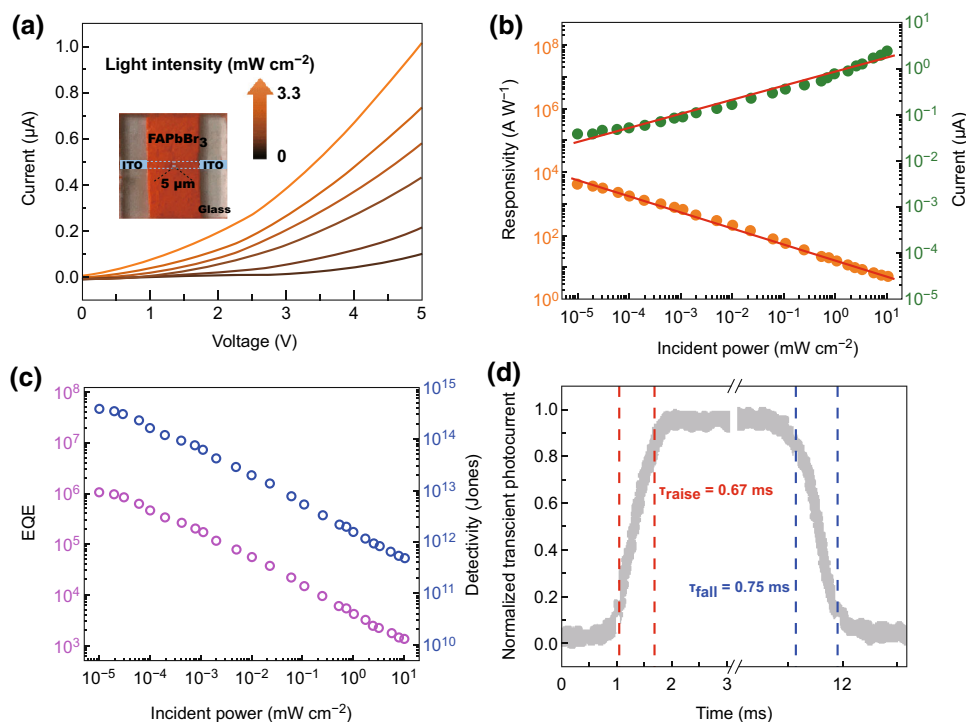 (a)
Current (μA)
1.0
0.8
0.6
0.4
0.2
0.0
Light intensity (mW cm⁻²)
3.3
0
FAPbBr₃
ITO
ITO
5 μm
Glass
0 1 2 3 4 5
Voltage (V)
(b)
Responsivity (A W⁻¹)
10⁸
10⁶
10⁴
10²
10⁰
Current (μA)
10¹
10⁰
10⁻¹
10⁻²
10⁻³
10⁻⁴
10⁻⁵
10⁻⁵ 10⁻⁴ 10⁻³ 10⁻² 10⁻¹ 10⁰ 10¹
Incident power (mW cm⁻²)
(c)
EQE
10⁸
10⁷
10⁶
10⁵
10⁴
10³
Detectivity (Jones)
10¹⁵
10¹⁴
10¹³
10¹²
10¹¹
10¹⁰
10⁻⁵ 10⁻⁴ 10⁻³ 10⁻² 10⁻¹ 10⁰ 10¹
Incident power (mW cm⁻²)
(d)
Normalized transcient photocurrent
1.0
0.8
0.6
0.4
0.2
0.0
τraise = 0.67 ms
τfall = 0.75 ms
0 1 2 3 12
Time (ms)